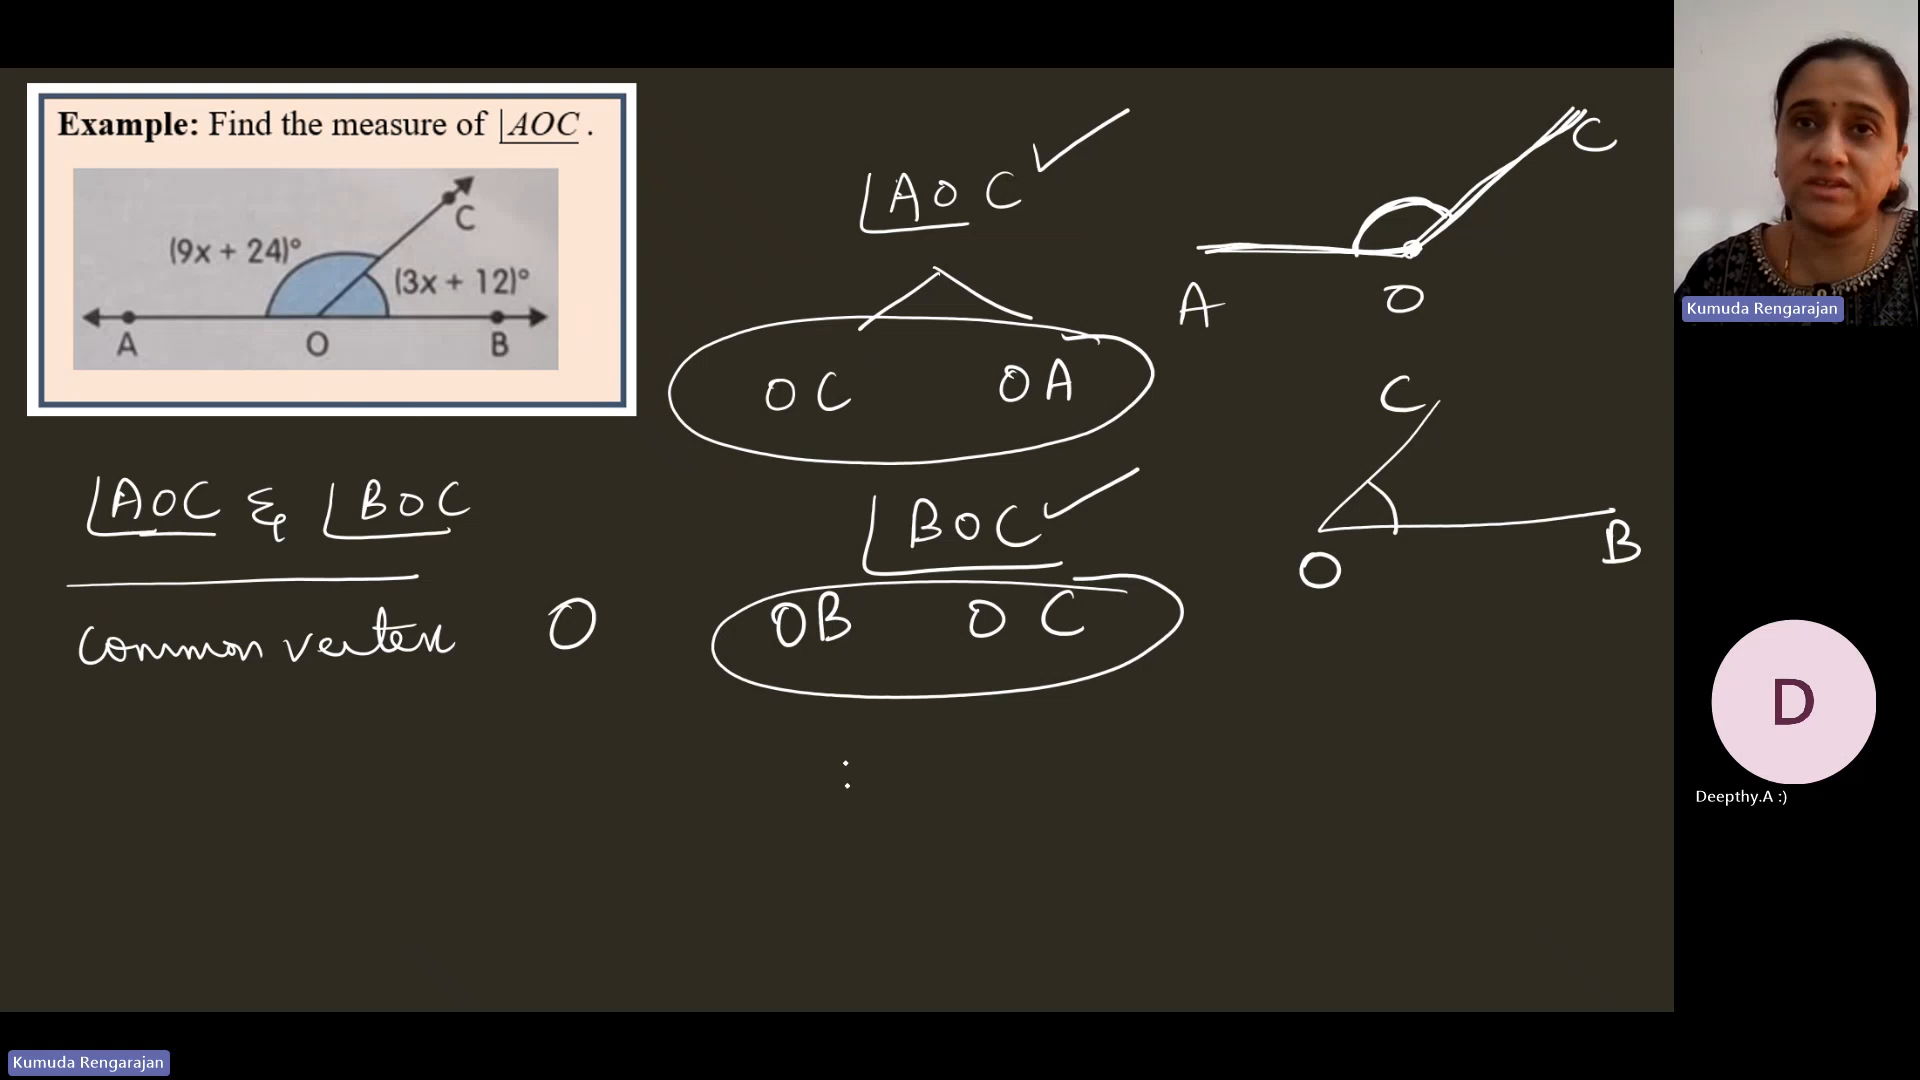 Example: Find the measure of ∠AOC .
(9x + 24)°
C
(3x + 12)°
A
O
B
∠AOC ✓
OC OA
C
A
O
∠AOC & ∠BOC
common vertex O
∠BOC ✓
OB OC
C
O
B
:
Kumuda Rengarajan
D
Deepthy.A :)
Kumuda Rengarajan